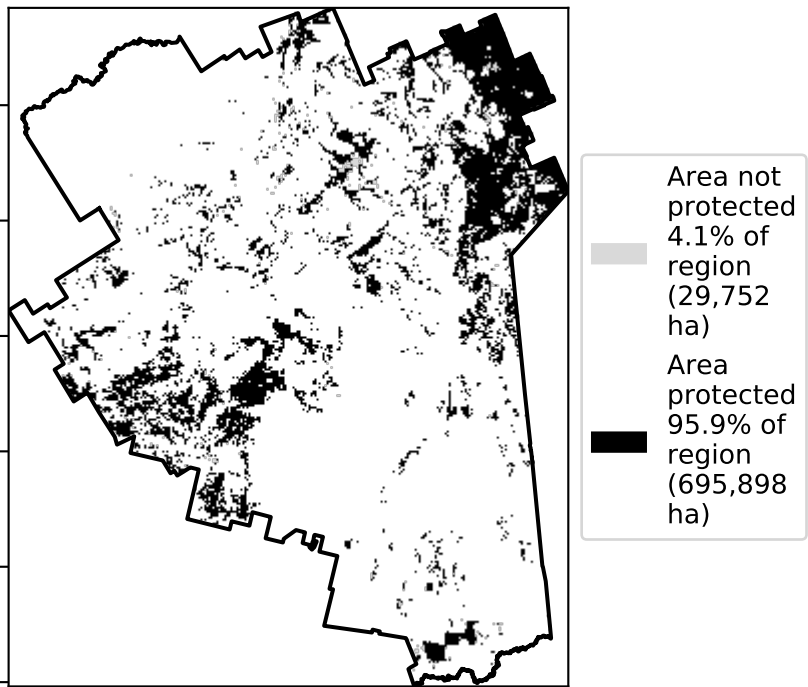 Area not
protected
4.1% of
region
(29,752
ha)
Area
protected
95.9% of
region
(695,898
ha)